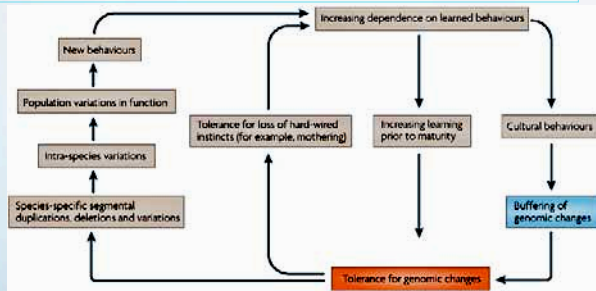 Increasing dependence on learned behaviours
New behaviours
Population variations in function
Tolerance for loss of hard-wired
instincts (for example, mothering)
Increasing learning
prior to maturity
Cultural behaviours
Intra-species variations
Species-specific segmental
duplications, deletions and variations
Buffering of
genomic changes
Tolerance for genomic changes